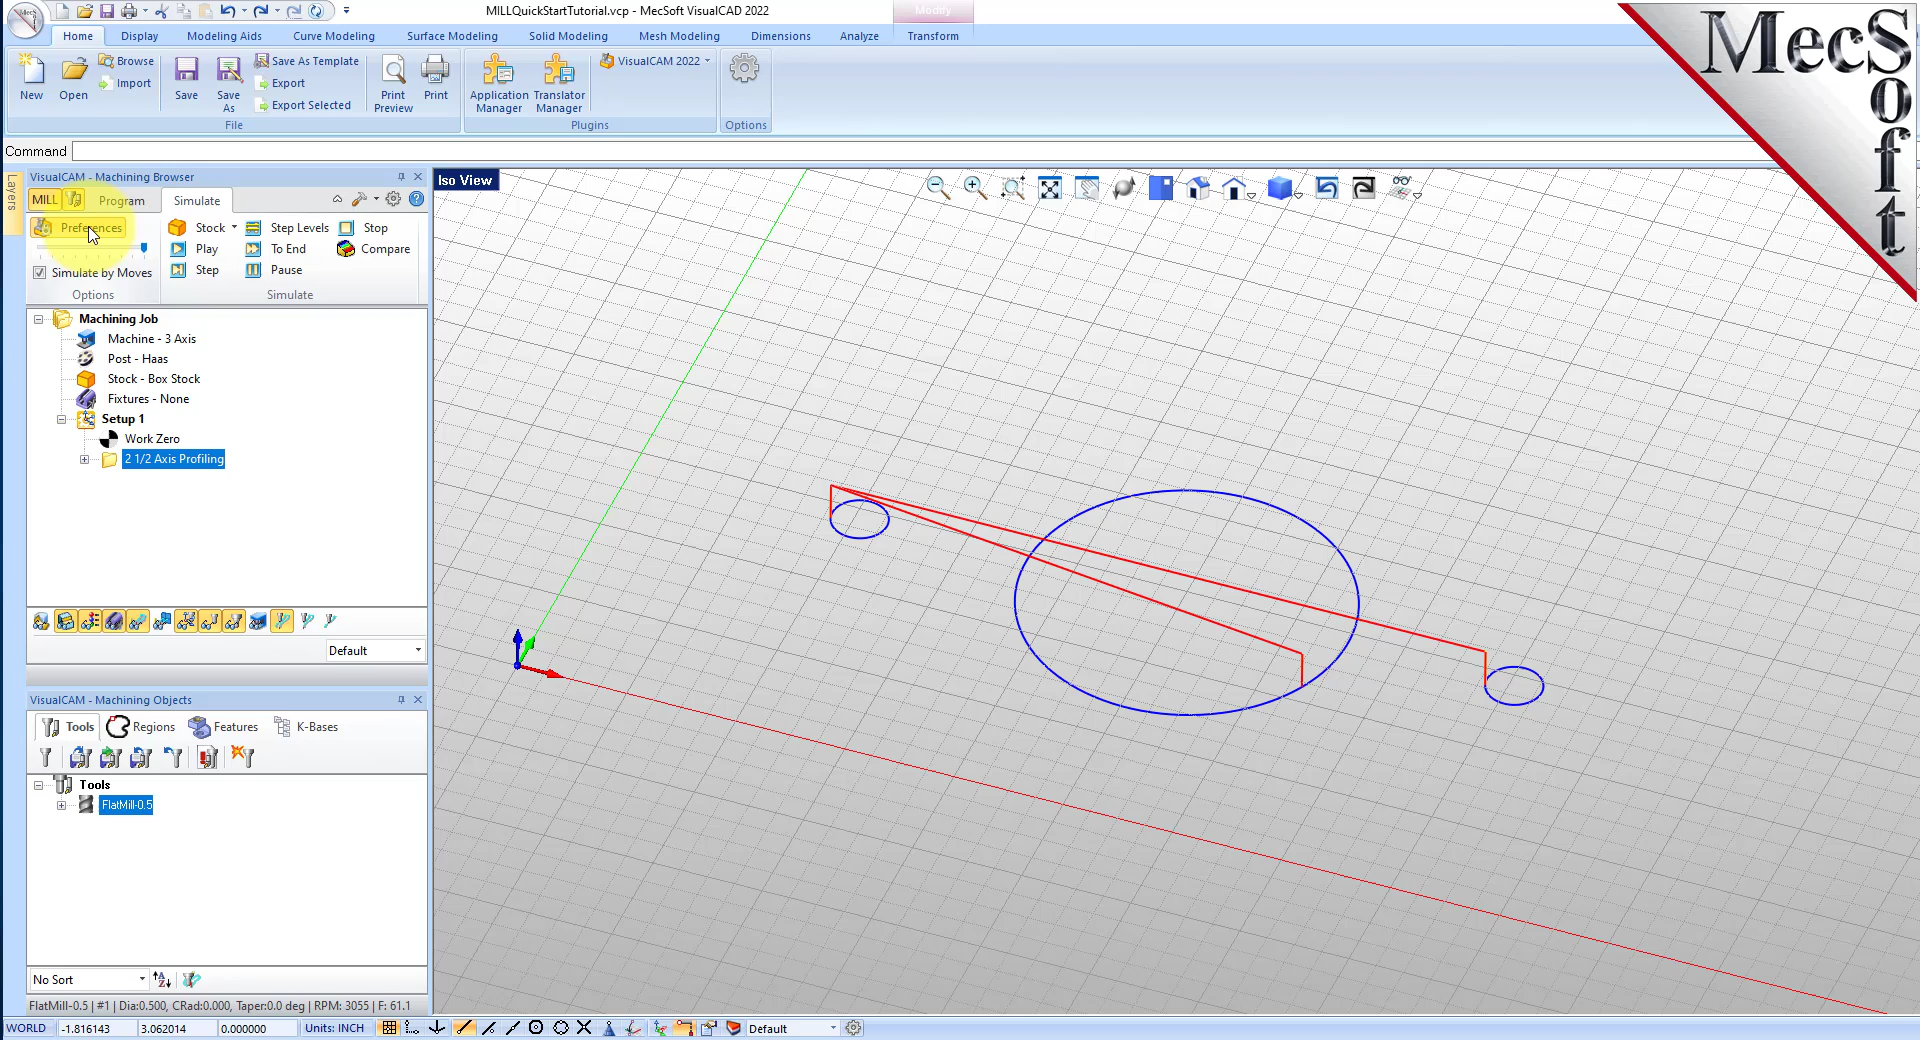 MILLQuickStartTutorial.vcp - MecSoft VisualCAD 2022
Modify
Home Display Modeling Aids Curve Modeling Surface Modeling Solid Modeling Mesh Modeling Dimensions Analyze Transform
New Open Browse Import Save Save As Save As Template Export Export Selected Print Preview Print Application Manager Translator Manager VisualCAM 2022
File Plugins Options
Command
Layers
VisualCAM - Machining Browser
MILL Program Simulate
Preferences Stock Step Levels Stop
Play To End Compare
Simulate by Moves Step Pause
Options Simulate
Machining Job
Machine - 3 Axis
Post - Haas
Stock - Box Stock
Fixtures - None
Setup 1
Work Zero
2 1/2 Axis Profiling
Default
VisualCAM - Machining Objects
Tools Regions Features K-Bases
Tools
FlatMill-0.5
No Sort
FlatMill-0.5 | #1 | Dia:0.500, CRad:0.000, Taper:0.0 deg | RPM: 3055 | F: 61.1
WORLD -1.816143 3.062014 0.000000 Units: INCH Default
Iso View
MecSoft